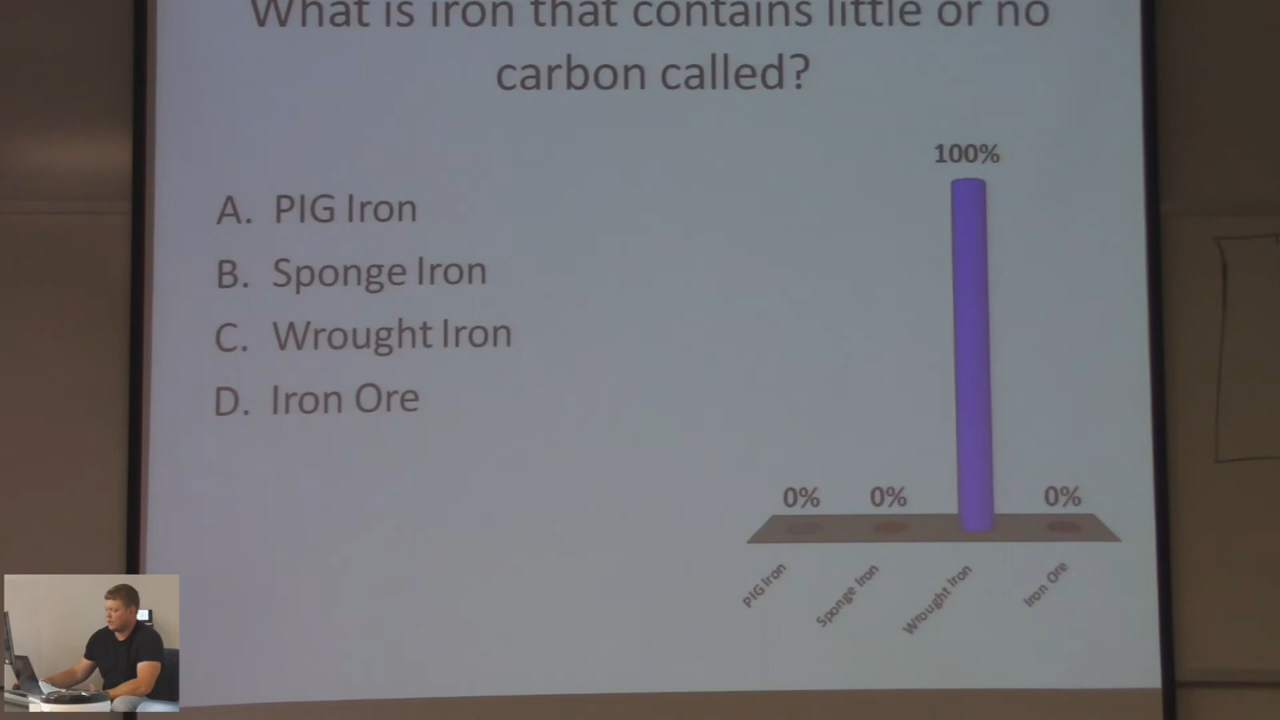 What is iron that contains little or no
carbon called?
A. PIG Iron
B. Sponge Iron
C. Wrought Iron
D. Iron Ore
100%
0%
0%
0%
PIG Iron
Sponge Iron
Wrought Iron
Iron Ore